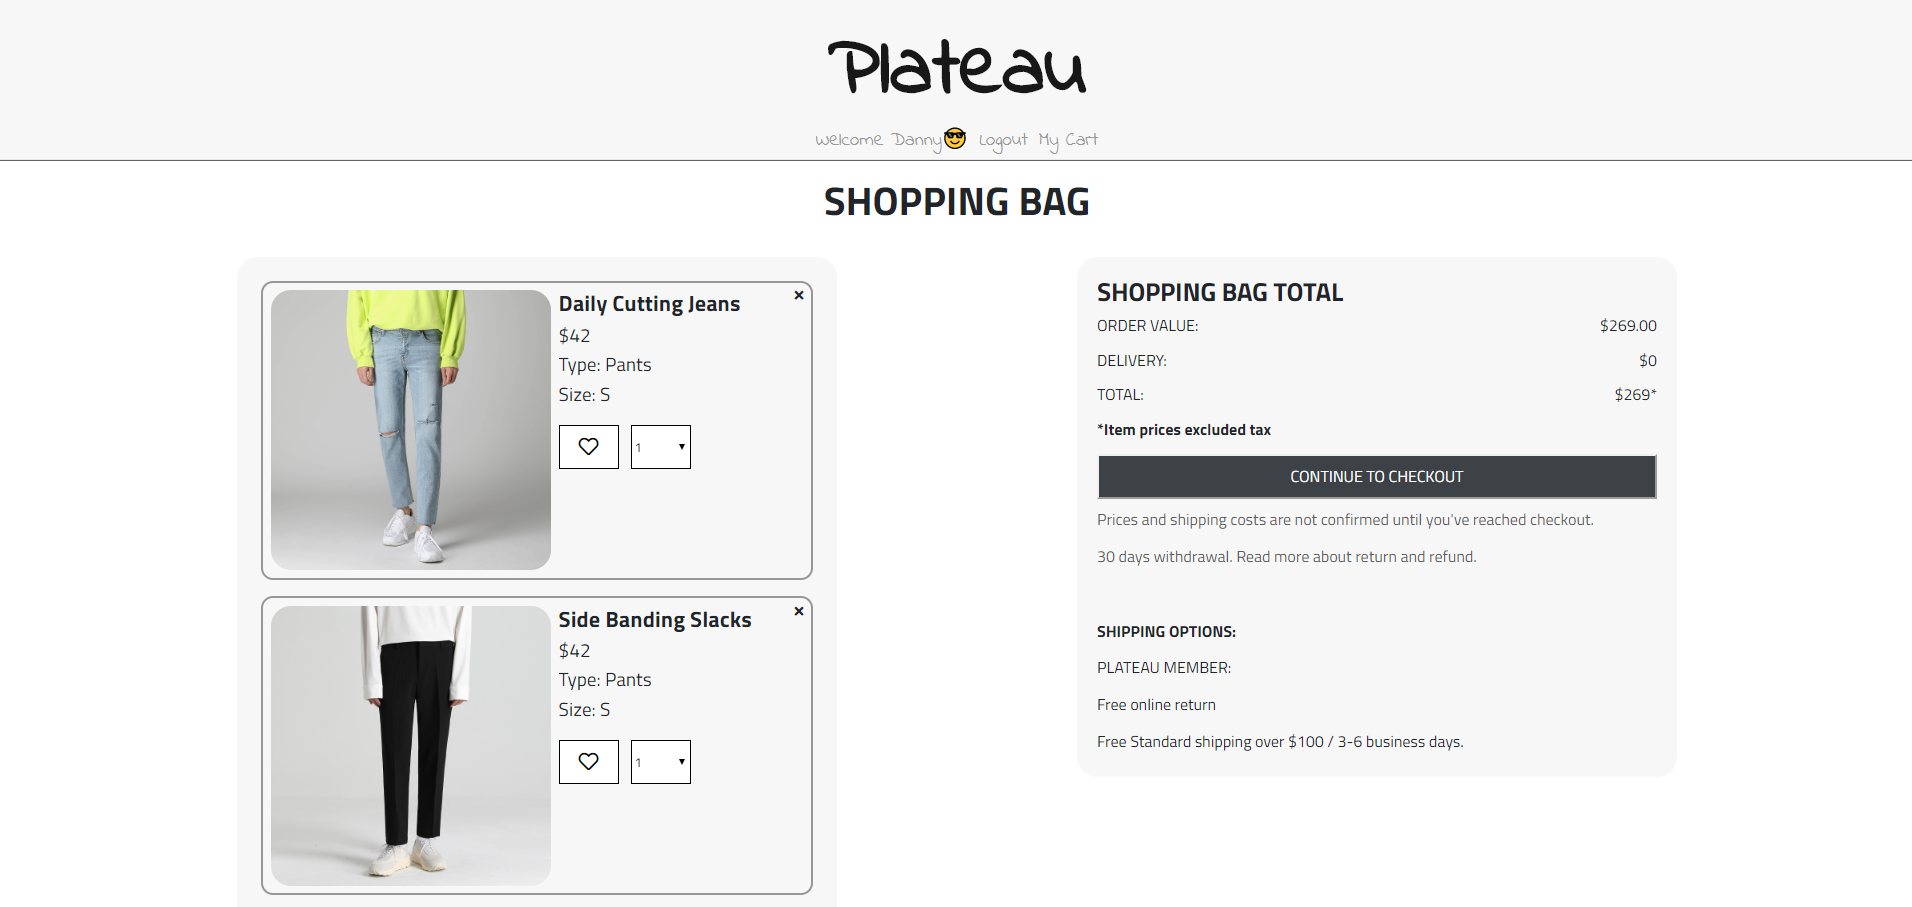 Plateau
Welcome Danny😎 Logout My Cart
SHOPPING BAG
Daily Cutting Jeans
$42
Type: Pants
Size: S
1
Side Banding Slacks
$42
Type: Pants
Size: S
1
SHOPPING BAG TOTAL
ORDER VALUE: $269.00
DELIVERY: $0
TOTAL: $269*
*Item prices excluded tax
CONTINUE TO CHECKOUT
Prices and shipping costs are not confirmed until you've reached checkout.
30 days withdrawal. Read more about return and refund.
SHIPPING OPTIONS:
PLATEAU MEMBER:
Free online return
Free Standard shipping over $100 / 3-6 business days.